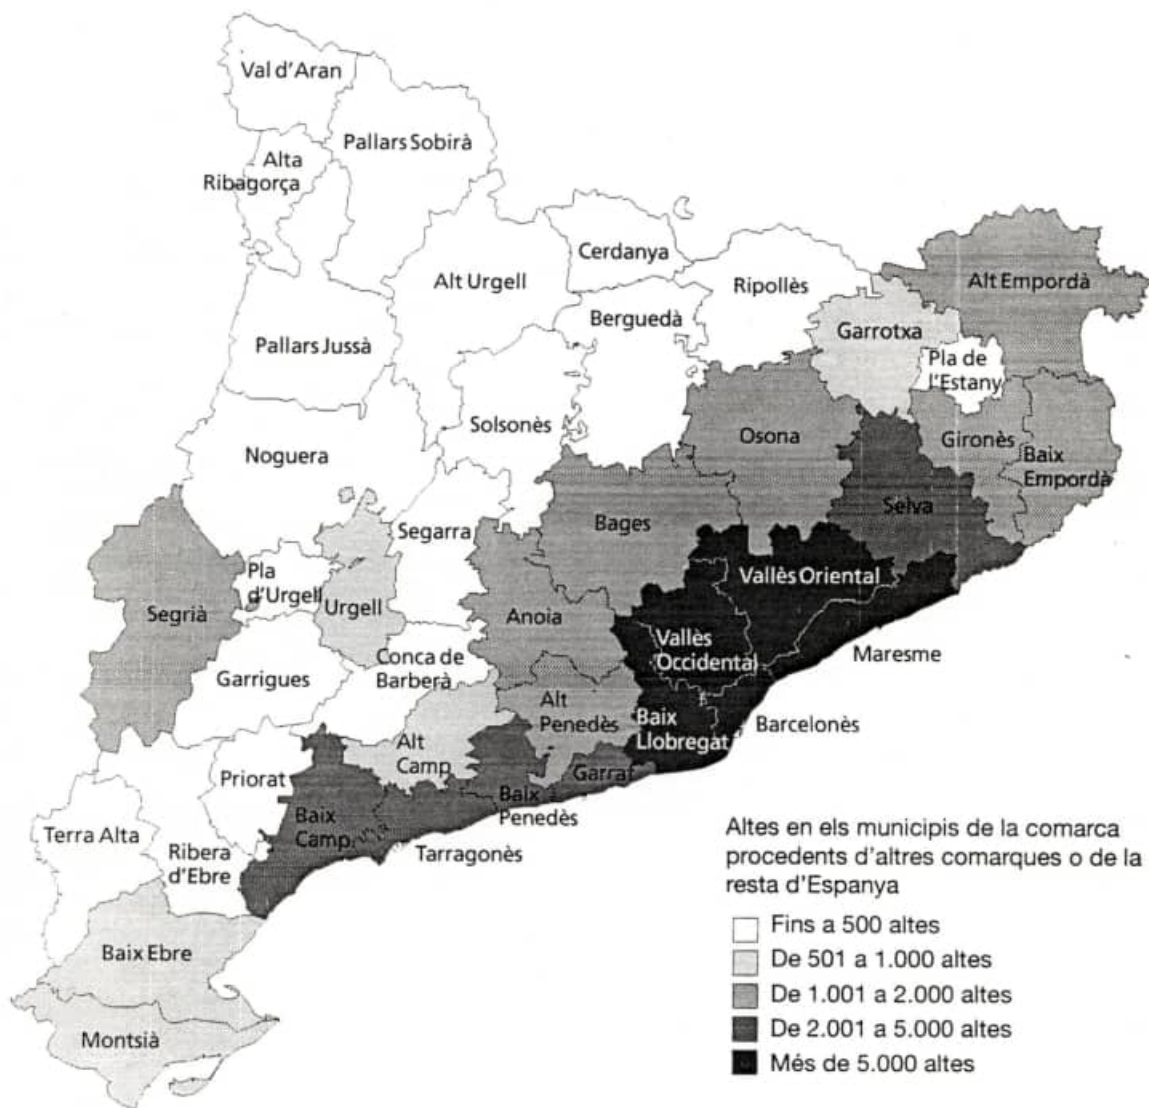 Val d'Aran
Pallars Sobirà
Alta
Ribagorça
Cerdanya
Alt Urgell
Ripollès
Alt Empordà
Berguedà
Garrotxa
Pallars Jussà
Pla de
l'Estany
Solsonès
Osona
Gironès
Noguera
Baix
Empordà
Selva
Bages
Segarra
Pla
d'Urgell
Vallès Oriental
Urgell
Segrià
Anoia
Vallès
Occidental
Maresme
Conca de
Barberà
Garrigues
Alt
Penedès
Baix
Llobregat
Barcelonès
Alt
Camp
Garraf
Priorat
Baix
Penedès
Baix
Camp
Terra Alta
Tarragonès
Ribera
d'Ebre
Baix Ebre
Montsià
Altes en els municipis de la comarca
procedents d'altres comarques o de la
resta d'Espanya
Fins a 500 altes
De 501 a 1.000 altes
De 1.001 a 2.000 altes
De 2.001 a 5.000 altes
Més de 5.000 altes